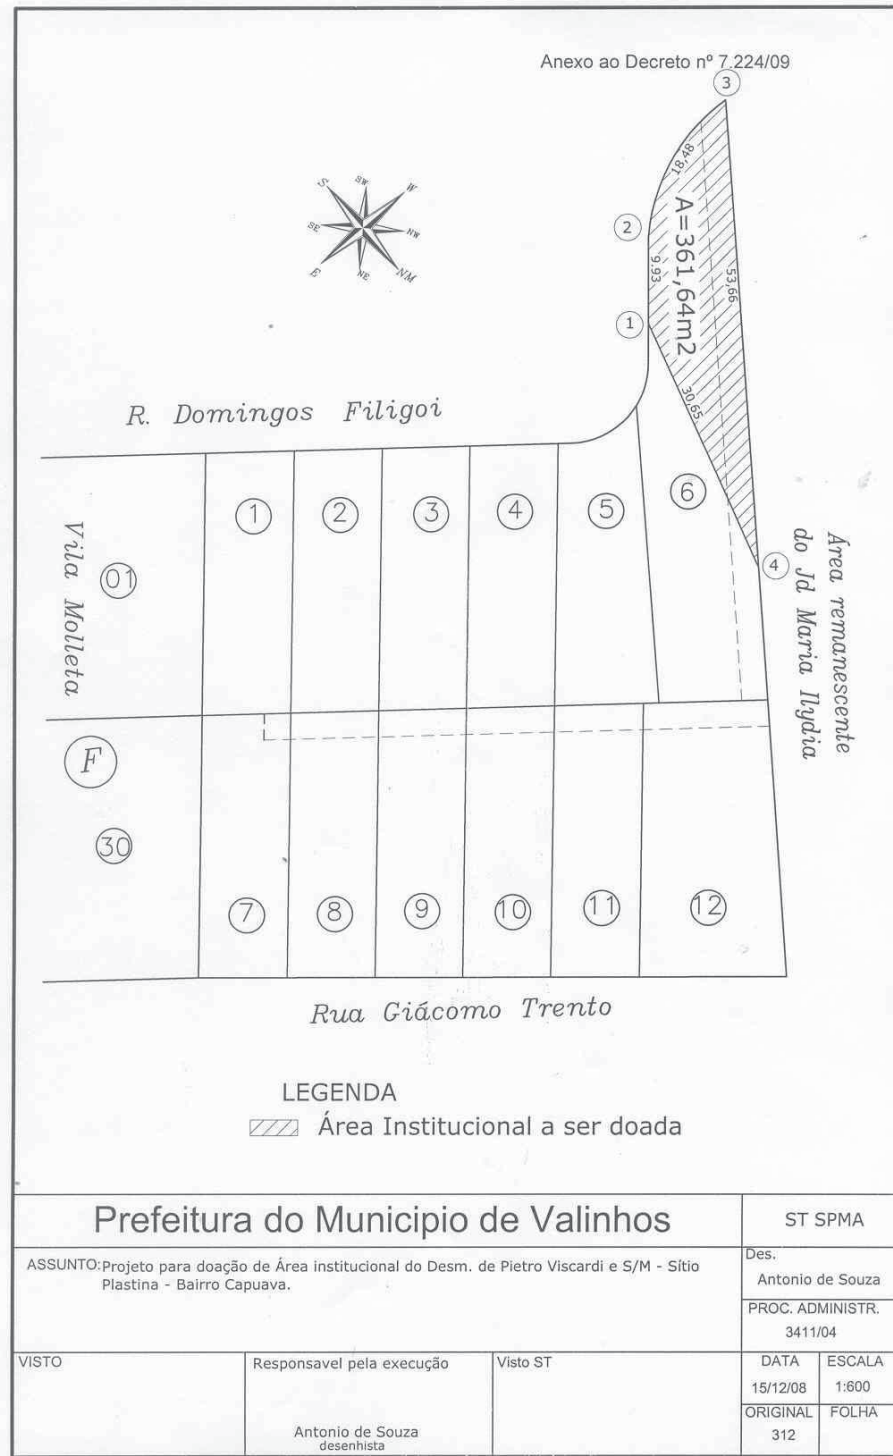 Anexo ao Decreto nº 7.224/09
3
18,48
S
SW
W
SE
NW
E
NE
NM
2
A=361,64m2
9.93
53,66
1
30,65
R. Domingos Filigoi
Vila Molleta
01
1
2
3
4
5
6
4
Área remanescente
do Jd Maria Ilydia
F
30
7
8
9
10
11
12
Rua Giácomo Trento
LEGENDA
Área Institucional a ser doada
Prefeitura do Municipio de Valinhos
ST SPMA
ASSUNTO: Projeto para doação de Área institucional do Desm. de Pietro Viscardi e S/M - Sítio
Plastina - Bairro Capuava.
Des.
Antonio de Souza
PROC. ADMINISTR.
3411/04
VISTO
Responsavel pela execução
Antonio de Souza
desenhista
Visto ST
DATA
15/12/08
ESCALA
1:600
ORIGINAL
312
FOLHA